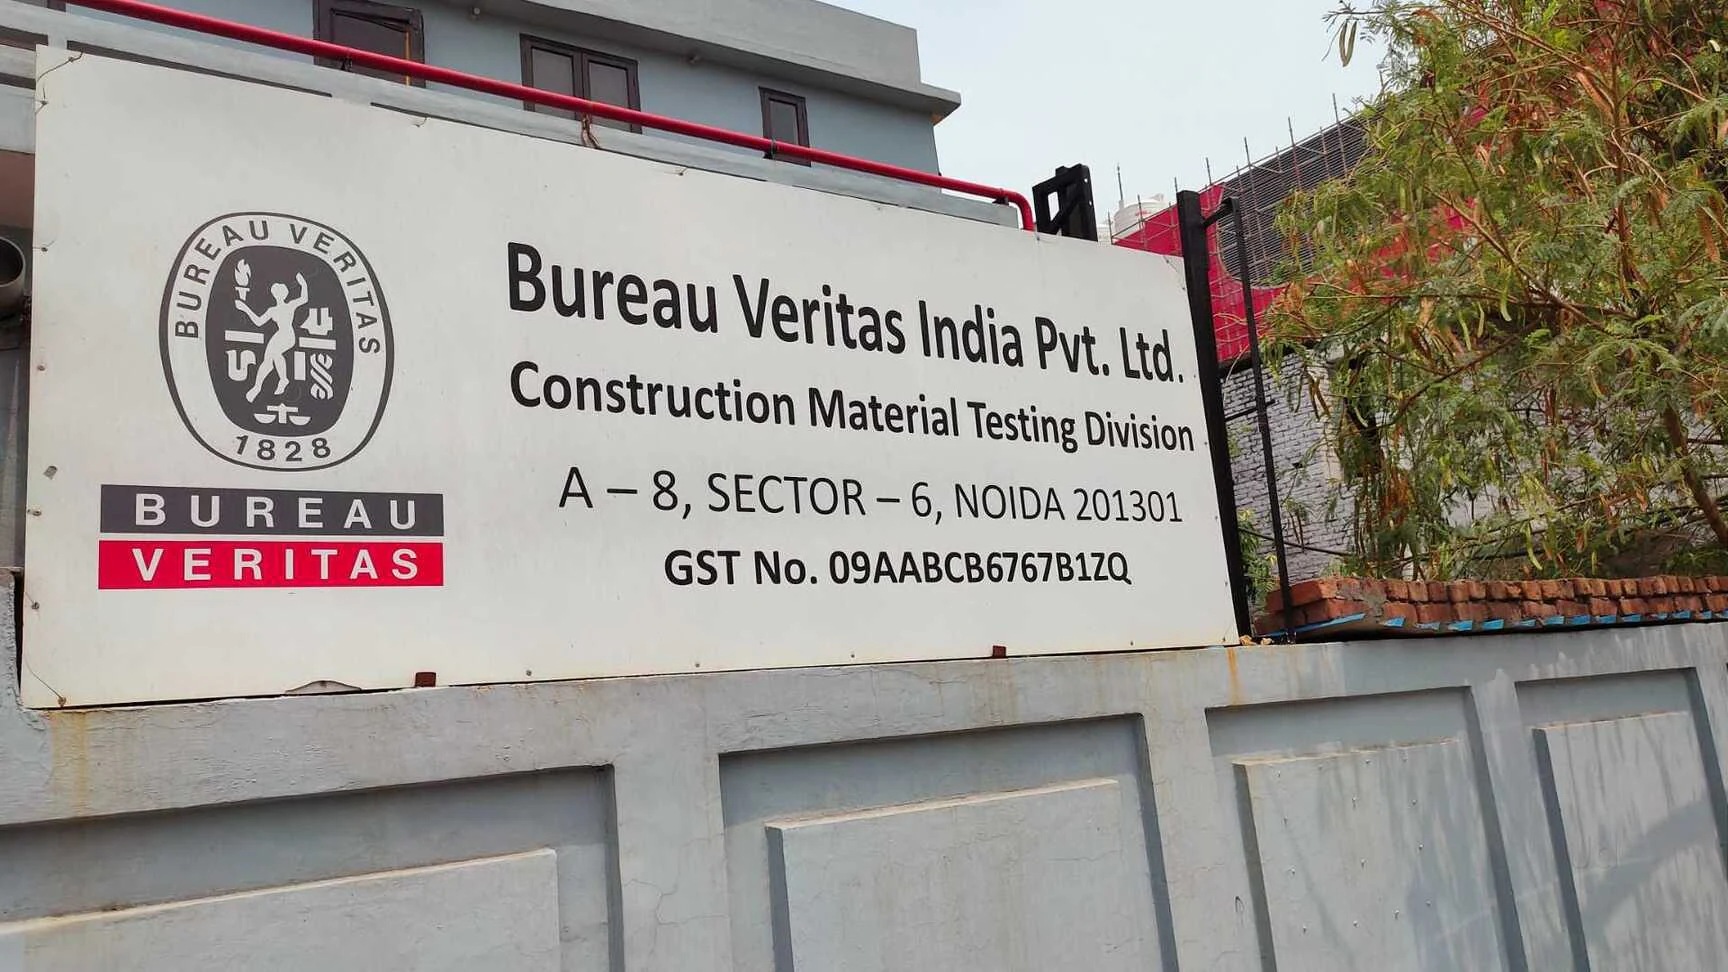 BUREAU VERITAS
1828
BUREAU
VERITAS
Bureau Veritas India Pvt. Ltd.
Construction Material Testing Division
A – 8, SECTOR – 6, NOIDA 201301
GST No. 09AABCB6767B1ZQ